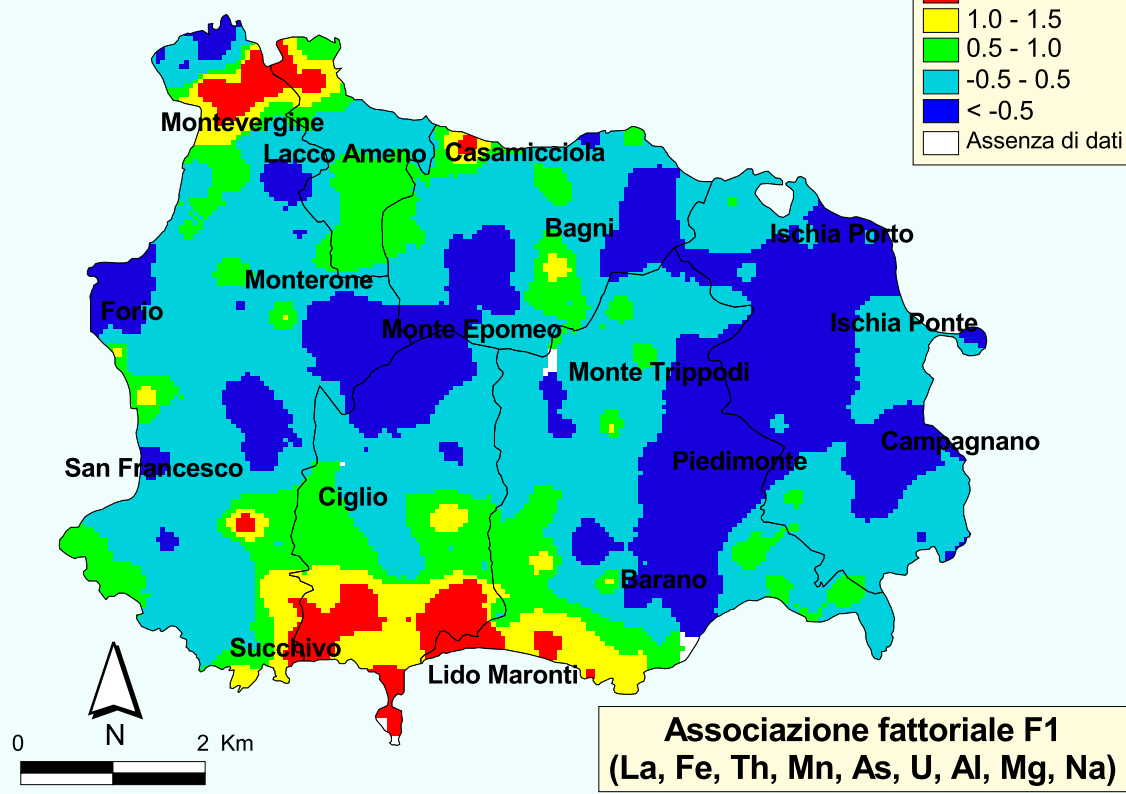 1.0 - 1.5
0.5 - 1.0
-0.5 - 0.5
< -0.5
Assenza di dati
Montevergine
Lacco Ameno
Casamicciola
Bagni
Ischia Porto
Monterone
Forio
Monte Epomeo
Ischia Ponte
Monte Trippodi
Campagnano
San Francesco
Piedimonte
Ciglio
Barano
Succhivo
Lido Maronti
N
0 2 Km
Associazione fattoriale F1
(La, Fe, Th, Mn, As, U, Al, Mg, Na)